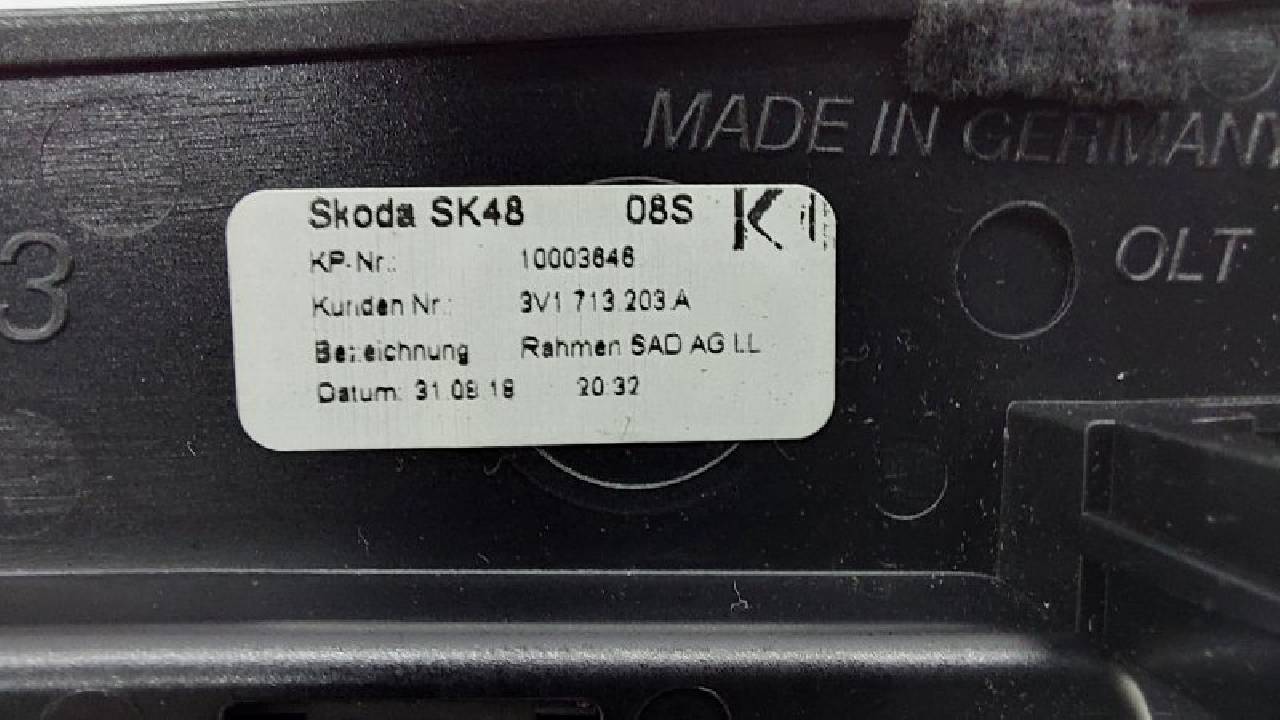 MADE IN GERMANY
OLT
3
Skoda SK48 08S K
KP-Nr.: 10003646
Kunden Nr.: 3V1 713 203 A
Bezeichnung Rahmen SAD AG LL
Datum: 31.08.18 20:32